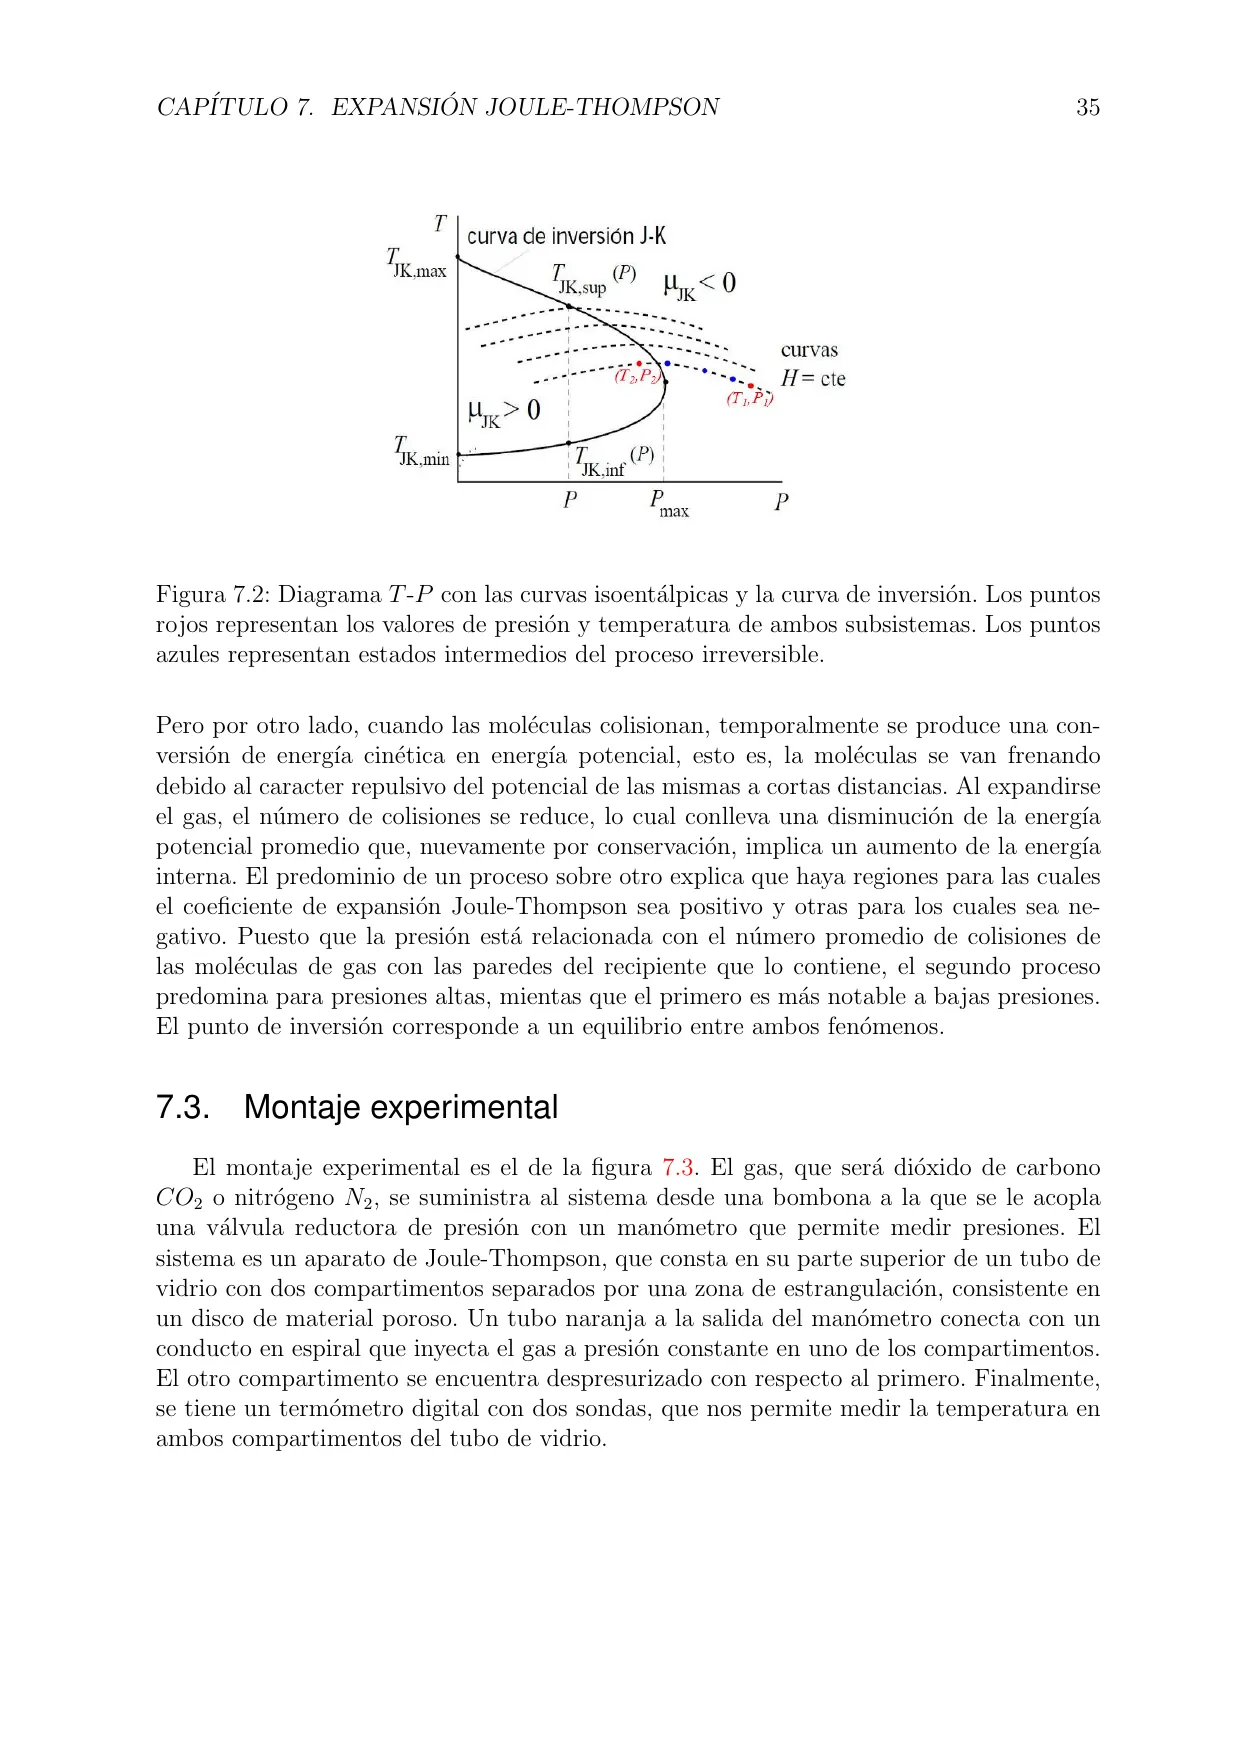 CAPÍTULO 7. EXPANSIÓN JOULE-THOMPSON 35
T
curva de inversión J-K
T JK,max
T JK,sup (P)
μ JK < 0
curvas
H = cte
(T2,P2)
(T1,P1)
μ JK > 0
T JK,min
T JK,inf (P)
P
P max
P
Figura 7.2: Diagrama T-P con las curvas isoentálpicas y la curva de inversión. Los puntos
rojos representan los valores de presión y temperatura de ambos subsistemas. Los puntos
azules representan estados intermedios del proceso irreversible.
Pero por otro lado, cuando las moléculas colisionan, temporalmente se produce una con-
versión de energía cinética en energía potencial, esto es, la moléculas se van frenando
debido al caracter repulsivo del potencial de las mismas a cortas distancias. Al expandirse
el gas, el número de colisiones se reduce, lo cual conlleva una disminución de la energía
potencial promedio que, nuevamente por conservación, implica un aumento de la energía
interna. El predominio de un proceso sobre otro explica que haya regiones para las cuales
el coeficiente de expansión Joule-Thompson sea positivo y otras para los cuales sea ne-
gativo. Puesto que la presión está relacionada con el número promedio de colisiones de
las moléculas de gas con las paredes del recipiente que lo contiene, el segundo proceso
predomina para presiones altas, mientas que el primero es más notable a bajas presiones.
El punto de inversión corresponde a un equilibrio entre ambos fenómenos.
7.3. Montaje experimental
El montaje experimental es el de la figura 7.3. El gas, que será dióxido de carbono
CO2 o nitrógeno N2, se suministra al sistema desde una bombona a la que se le acopla
una válvula reductora de presión con un manómetro que permite medir presiones. El
sistema es un aparato de Joule-Thompson, que consta en su parte superior de un tubo de
vidrio con dos compartimentos separados por una zona de estrangulación, consistente en
un disco de material poroso. Un tubo naranja a la salida del manómetro conecta con un
conducto en espiral que inyecta el gas a presión constante en uno de los compartimentos.
El otro compartimento se encuentra despresurizado con respecto al primero. Finalmente,
se tiene un termómetro digital con dos sondas, que nos permite medir la temperatura en
ambos compartimentos del tubo de vidrio.